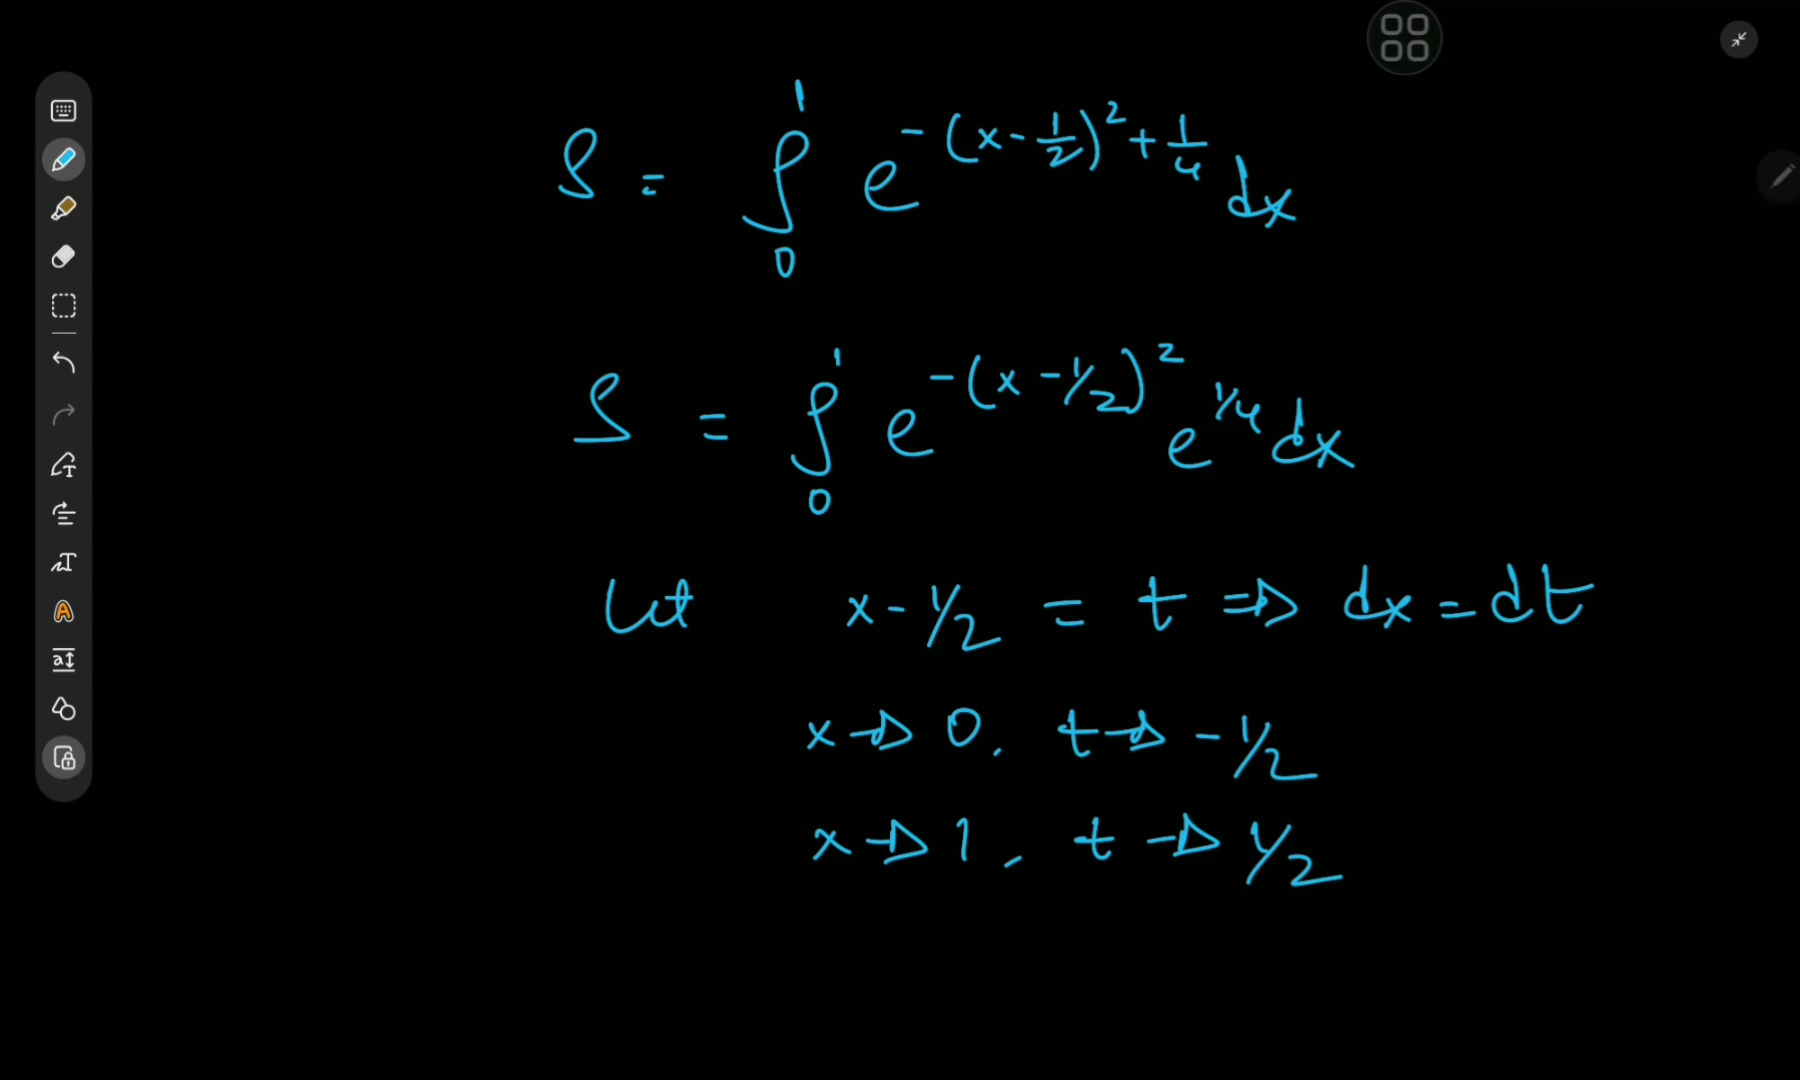 S = ∫₀¹ e^{-(x-1/2)²+1/4} dx
S = ∫₀¹ e^{-(x-1/2)²} e^{1/4} dx
Let x-1/2 = t ⇒ dx = dt
x → 0, t → -1/2
x → 1, t → 1/2